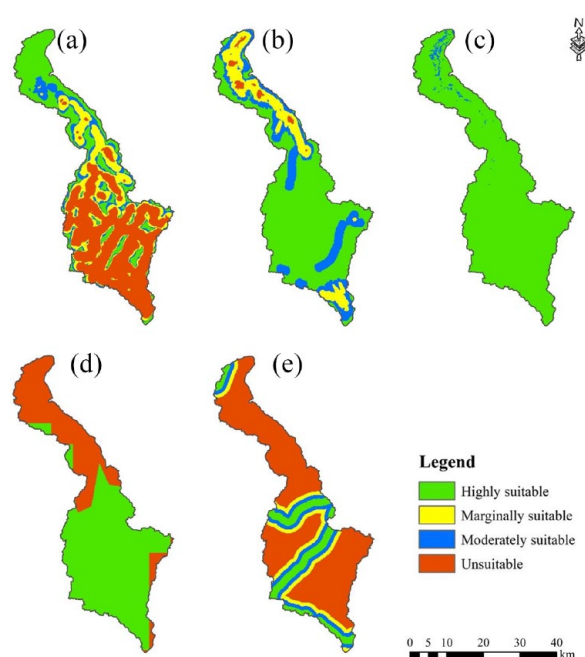 (a)
(b)
(c)
N
(d)
(e)
Legend
Highly suitable
Marginally suitable
Moderately suitable
Unsuitable
0 5 10 20 30 40
km